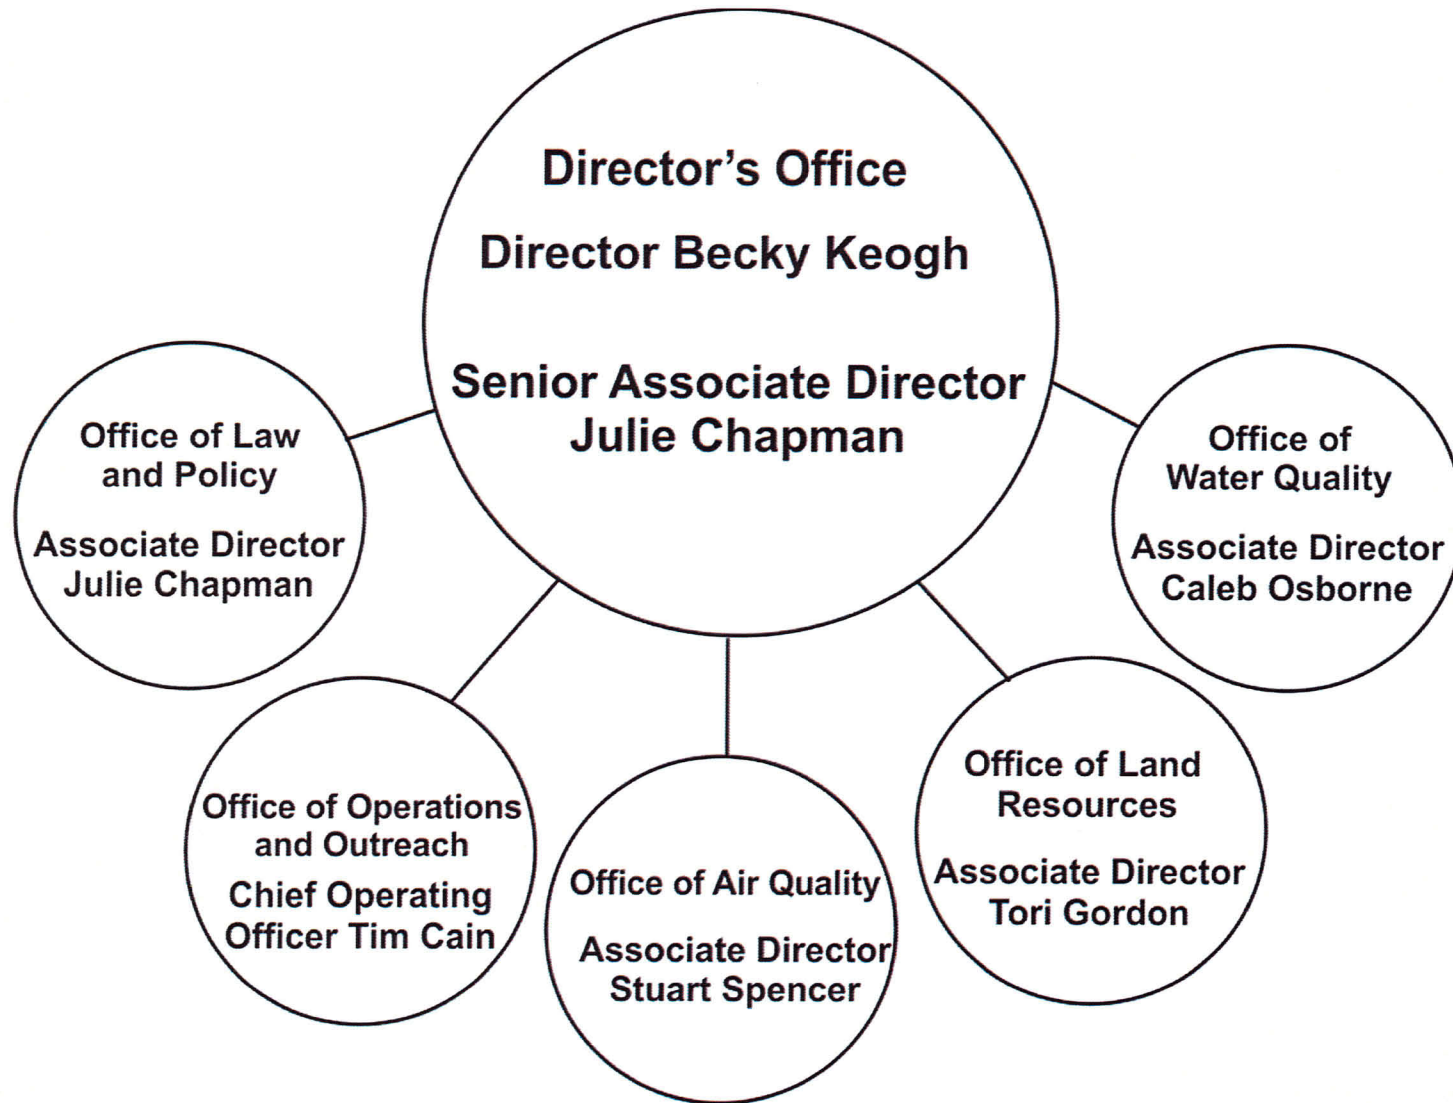 Director's Office
Director Becky Keogh
Senior Associate Director
Julie Chapman
Office of Law
and Policy
Associate Director
Julie Chapman
Office of Operations
and Outreach
Chief Operating
Officer Tim Cain
Office of Air Quality
Associate Director
Stuart Spencer
Office of Land
Resources
Associate Director
Tori Gordon
Office of
Water Quality
Associate Director
Caleb Osborne